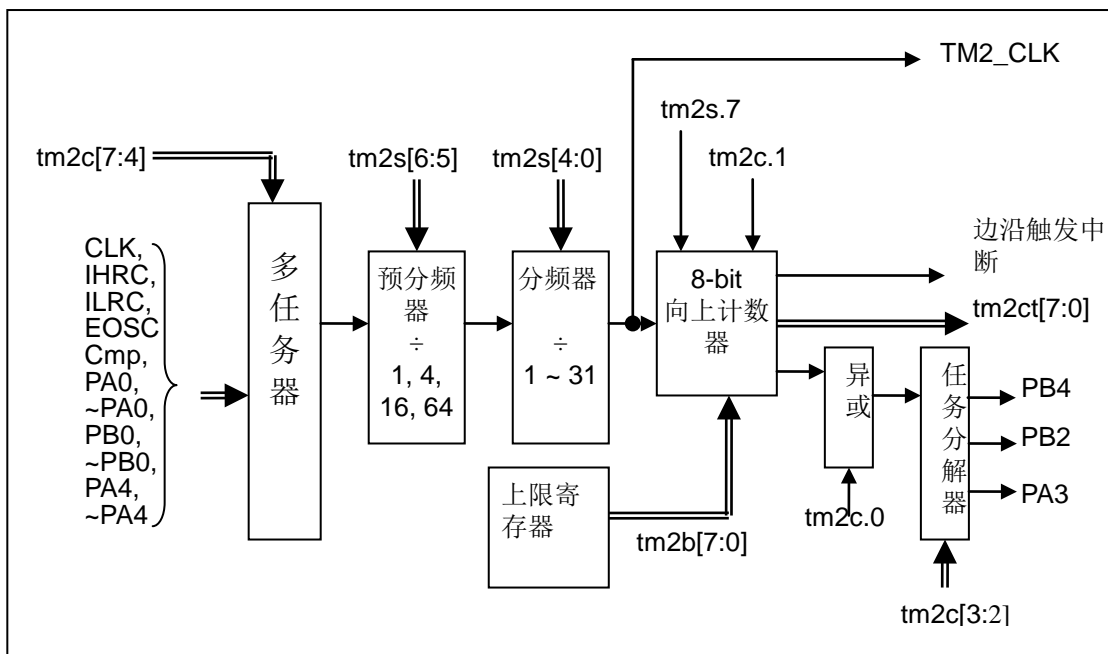 TM2_CLK
tm2s.7
tm2c[7:4]
tm2s[6:5]
tm2s[4:0]
tm2c.1
CLK,
IHRC,
ILRC,
EOSC
Cmp,
PA0,
~PA0,
PB0,
~PB0,
PA4,
~PA4
多
任
务
器
预分频
器
÷
1, 4,
16, 64
分频器
÷
1 ~ 31
8-bit
向上计数
器
边沿触发中
断
tm2ct[7:0]
上限寄
存器
tm2b[7:0]
异
或
tm2c.0
任
务
分
解
器
PB4
PB2
PA3
tm2c[3:2]